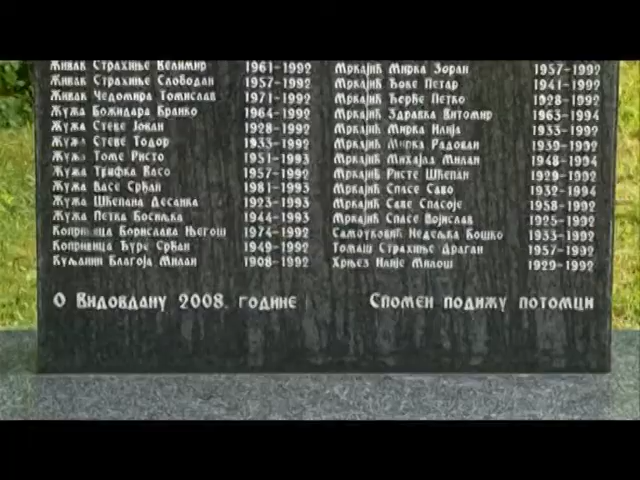 Живак Страхиње Велимир 1961-1992
Живак Страхиње Слободан 1957-1992
Живак Чедомира Томислав 1971-1992
Жужа Божидара Бранко 1964-1992
Жужа Стеве Јован 1928-1992
Жужа Стеве Тодор 1933-1992
Жужа Томе Ристо 1951-1993
Жужа Трифка Васо 1957-1992
Жужа Васе Срђан 1981-1993
Жужа Шћепана Десанка 1923-1993
Жужа Петка Босиљка 1944-1993
Копривица Борислава Његош 1974-1992
Копривица Ђуре Срђан 1949-1992
Куљанин Благоја Милан 1908-1992
О Видовдану 2008. године
Мркајић Мирка Зоран 1957-1992
Мркајић Ђоке Петар 1941-1992
Мркајић Ђорђе Петко 1928-1992
Мркајић Здравка Витомир 1963-1994
Мркајић Мирка Илија 1933-1992
Мркајић Мирка Радован 1939-1992
Мркајић Михајла Милан 1948-1994
Мркајић Ристе Шћепан 1929-1992
Мркајић Спасе Саво 1932-1994
Мркајић Саве Спасоје 1958-1992
Мркајић Спасе Војислав 1925-1992
Самоуковић Недељка Бошко 1933-1992
Томаш Страхиње Драган 1957-1992
Хрњез Илије Милош 1929-1992
Спомен подижу потомци